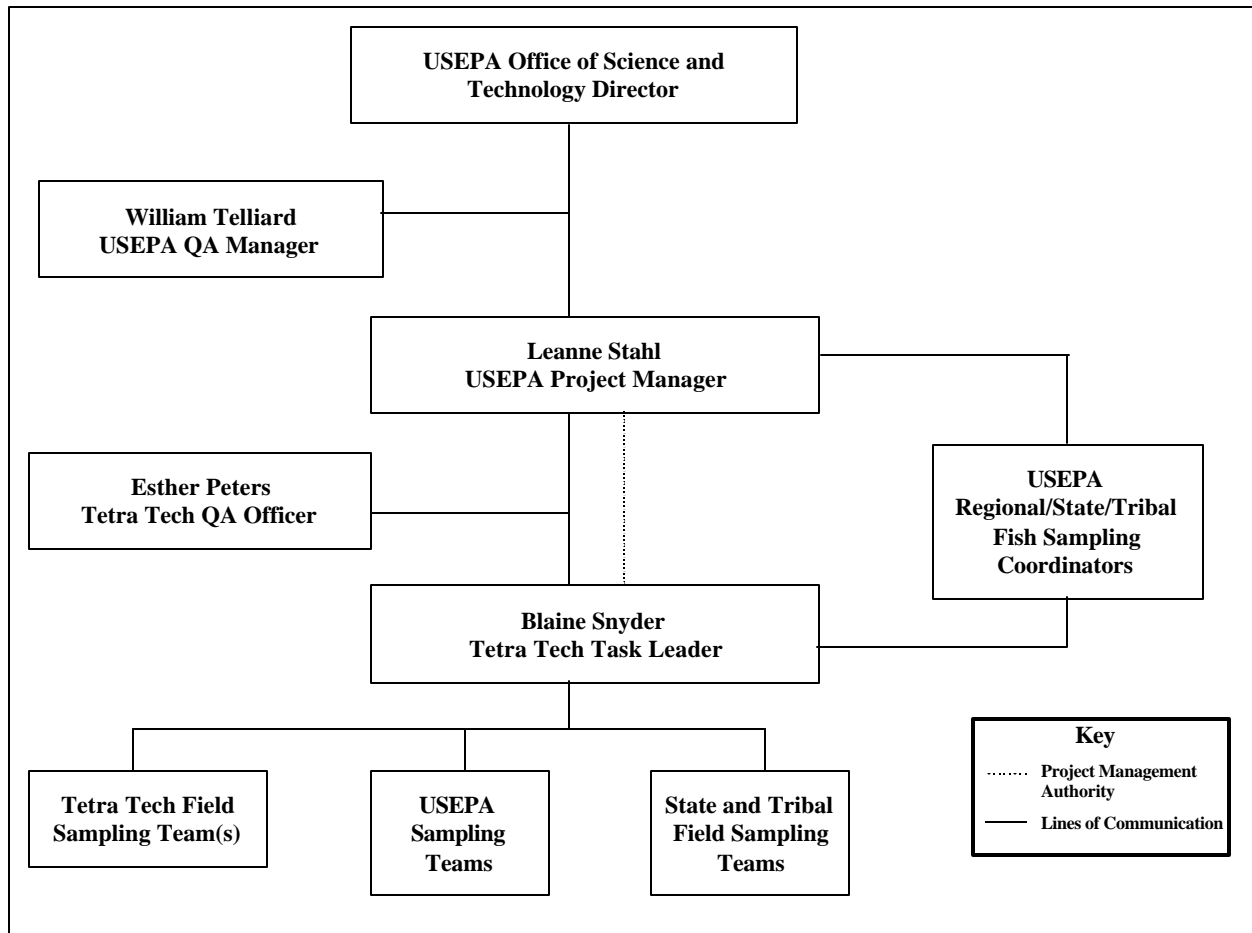 USEPA Office of Science and
Technology Director
William Telliard
USEPA QA Manager
Leanne Stahl
USEPA Project Manager
Esther Peters
Tetra Tech QA Officer
USEPA
Regional/State/Tribal
Fish Sampling
Coordinators
Blaine Snyder
Tetra Tech Task Leader
Tetra Tech Field
Sampling Team(s)
USEPA
Sampling
Teams
State and Tribal
Field Sampling
Teams
Key
Project Management
Authority
Lines of Communication